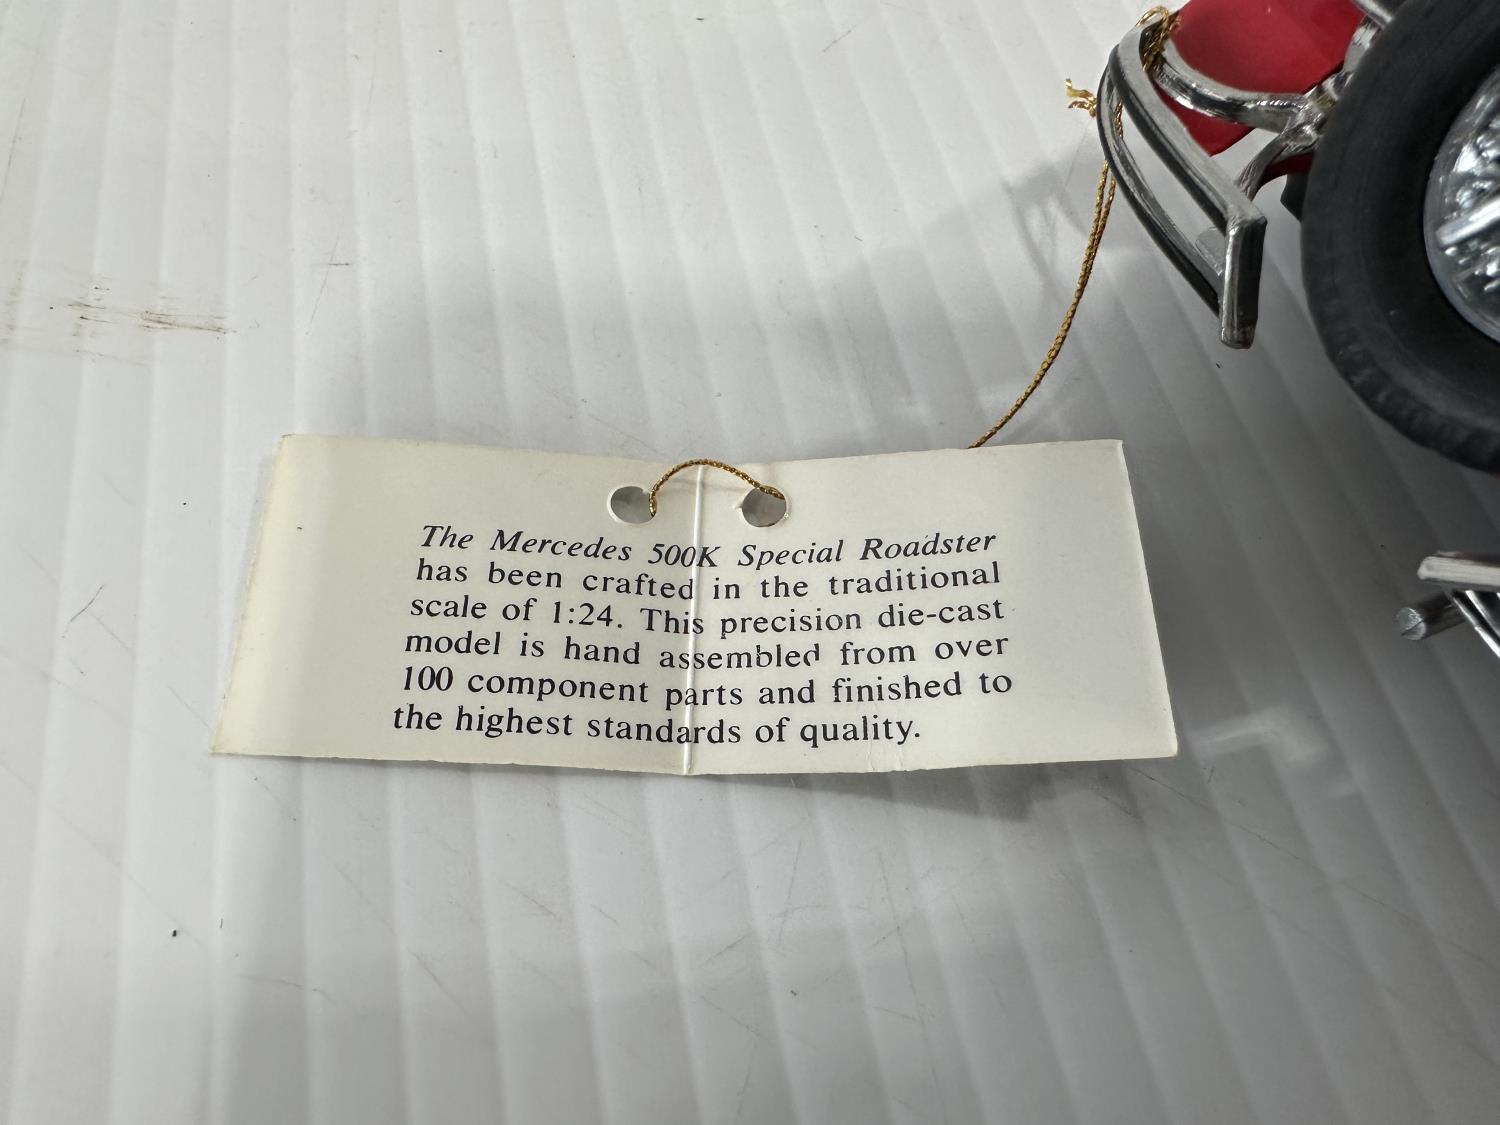 The Mercedes 500K Special Roadster
has been crafted in the traditional
scale of 1:24. This precision die-cast
model is hand assembled from over
100 component parts and finished to
the highest standards of quality.